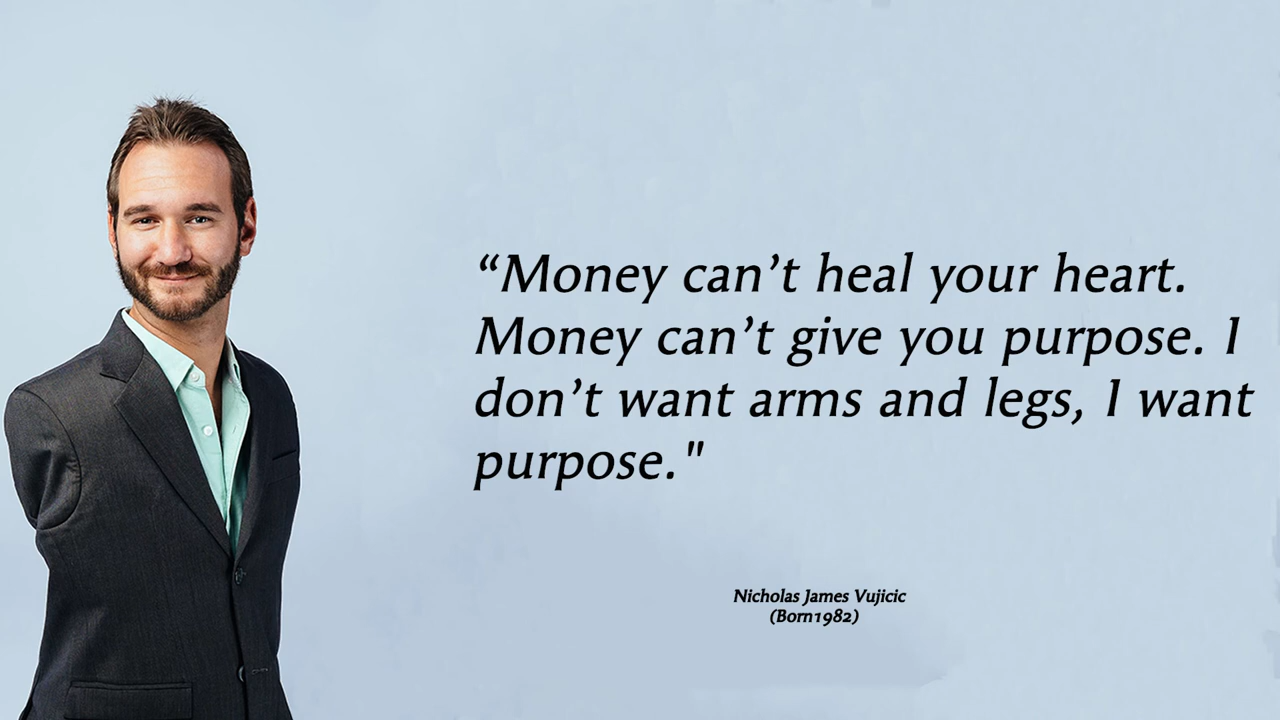 “Money can’t heal your heart.
Money can’t give you purpose. I
don’t want arms and legs, I want
purpose."
Nicholas James Vujicic
(Born1982)